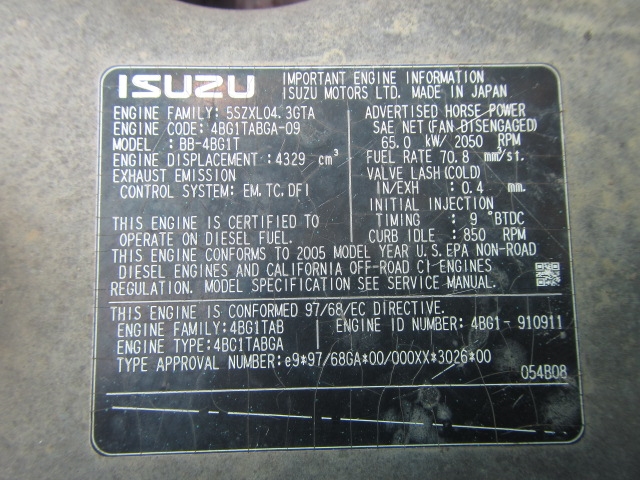 ISUZU IMPORTANT ENGINE INFORMATION
ISUZU MOTORS LTD. MADE IN JAPAN
ENGINE FAMILY: 5SZXL04.3GTA
ENGINE CODE: 4BG1TABGA-09
MODEL : BB-4BG1T
ENGINE DISPLACEMENT:4329 cm³
EXHAUST EMISSION
CONTROL SYSTEM: EM, TC, DFI
ADVERTISED HORSE POWER
SAE NET (FAN DISENGAGED)
65.0 kW/ 2050 RPM
FUEL RATE 70.8 mm³/st.
VALVE LASH (COLD)
IN/EXH : 0.4 mm.
INITIAL INJECTION
TIMING : 9 °BTDC
CURB IDLE : 850 RPM
THIS ENGINE IS CERTIFIED TO
OPERATE ON DIESEL FUEL.
THIS ENGINE CONFORMS TO 2005 MODEL YEAR U.S.EPA NON-ROAD
DIESEL ENGINES AND CALIFORNIA OFF-ROAD CI ENGINES
REGULATION. MODEL SPECIFICATION SEE SERVICE MANUAL.
THIS ENGINE IS CONFORMED 97/68/EC DIRECTIVE.
ENGINE FAMILY:4BG1TAB ENGINE ID NUMBER: 4BG1- 910911
ENGINE TYPE:4BC1TABGA
TYPE APPROVAL NUMBER:e9*97/68GA*00/000XX*3026*00
054B08